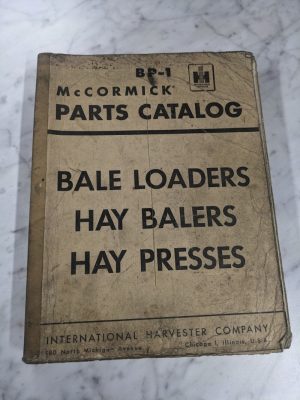 BP-1
McCORMICK
PARTS CATALOG
IH
BALE LOADERS
HAY BALERS
HAY PRESSES
INTERNATIONAL HARVESTER COMPANY
180 North Michigan Avenue Chicago 1, Illinois, U.S.A.